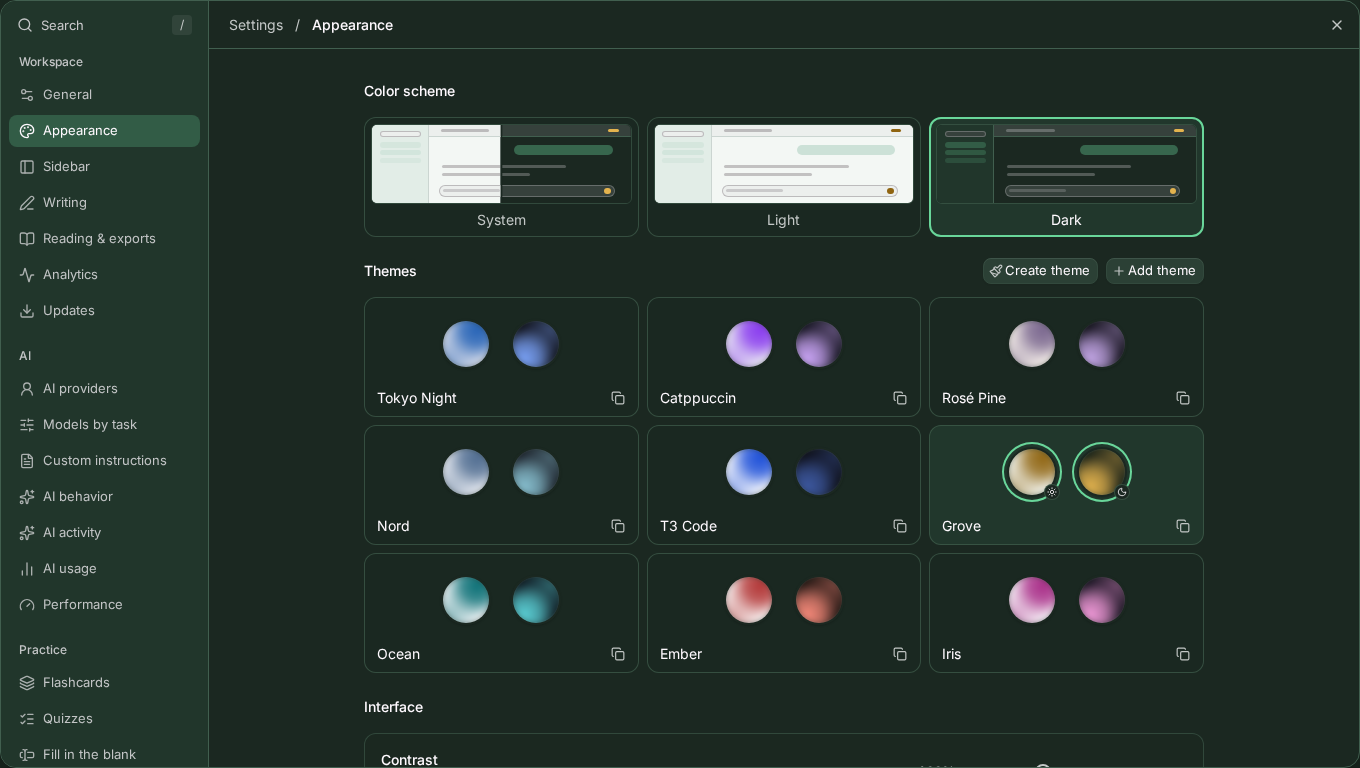 Search
/
Workspace
General
Appearance
Sidebar
Writing
Reading & exports
Analytics
Updates
AI
AI providers
Models by task
Custom instructions
AI behavior
AI activity
AI usage
Performance
Practice
Flashcards
Quizzes
Fill in the blank
Settings / Appearance
Color scheme
System
Light
Dark
Themes
Create theme
Add theme
Tokyo Night
Catppuccin
Rosé Pine
Nord
T3 Code
Grove
Ocean
Ember
Iris
Interface
Contrast